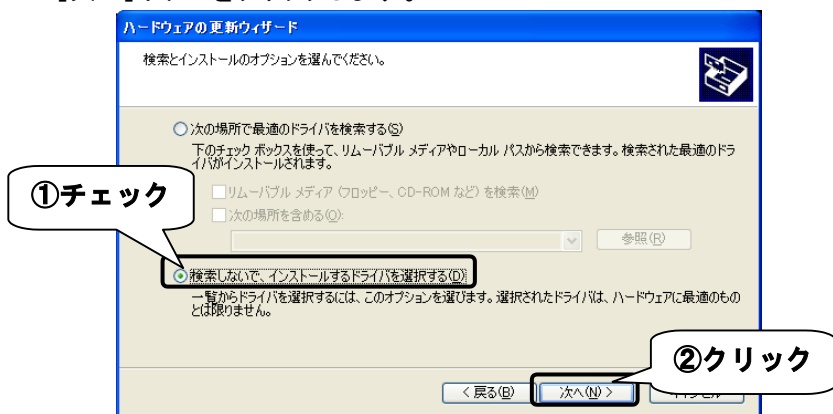 ハードウェアの更新ウィザード
検索とインストールのオプションを選んでください。
次の場所で最適のドライバを検索する(S)
下のチェック ボックスを使って、リムーバブル メディアやローカル パスから検索できます。検索された最適のドラ
イバがインストールされます。
①チェック
リムーバブル メディア (フロッピー、CD-ROM など) を検索(M)
次の場所を含める(O):
参照(R)
検索しないで、インストールするドライバを選択する(D)
一覧からドライバを選択するには、このオプションを選びます。選択されたドライバは、ハードウェアに最適のもの
とは限りません。
②クリック
< 戻る(B)
次へ(N) >